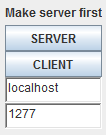 Make server first
SERVER
CLIENT
localhost
1277